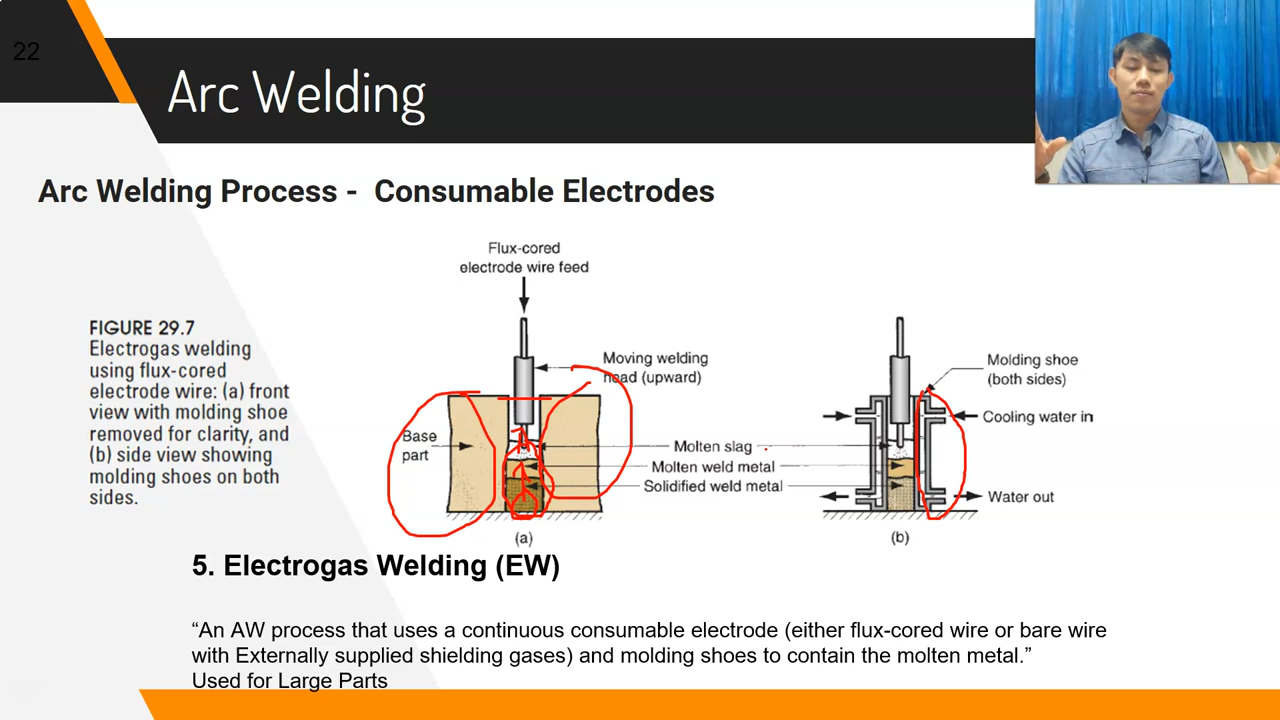 22
Arc Welding
Arc Welding Process - Consumable Electrodes
Flux-cored
electrode wire feed
FIGURE 29.7
Electrogas welding
using flux-cored
electrode wire: (a) front
view with molding shoe
removed for clarity, and
(b) side view showing
molding shoes on both
sides.
Moving welding
head (upward)
Base
part
Molten slag
Molten weld metal
Solidified weld metal
(a)
Molding shoe
(both sides)
Cooling water in
Water out
(b)
5. Electrogas Welding (EW)
“An AW process that uses a continuous consumable electrode (either flux-cored wire or bare wire
with Externally supplied shielding gases) and molding shoes to contain the molten metal.”
Used for Large Parts